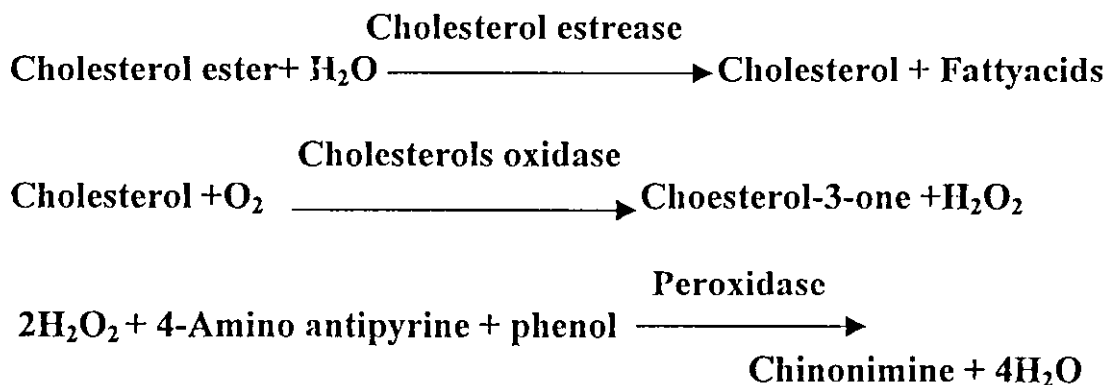 Cholesterol estrease
Cholesterol ester+ H₂O ⟶ Cholesterol + Fattyacids
Cholesterols oxidase
Cholesterol +O₂ ⟶ Choesterol-3-one +H₂O₂
Peroxidase
2H₂O₂ + 4-Amino antipyrine + phenol ⟶
Chinonimine + 4H₂O